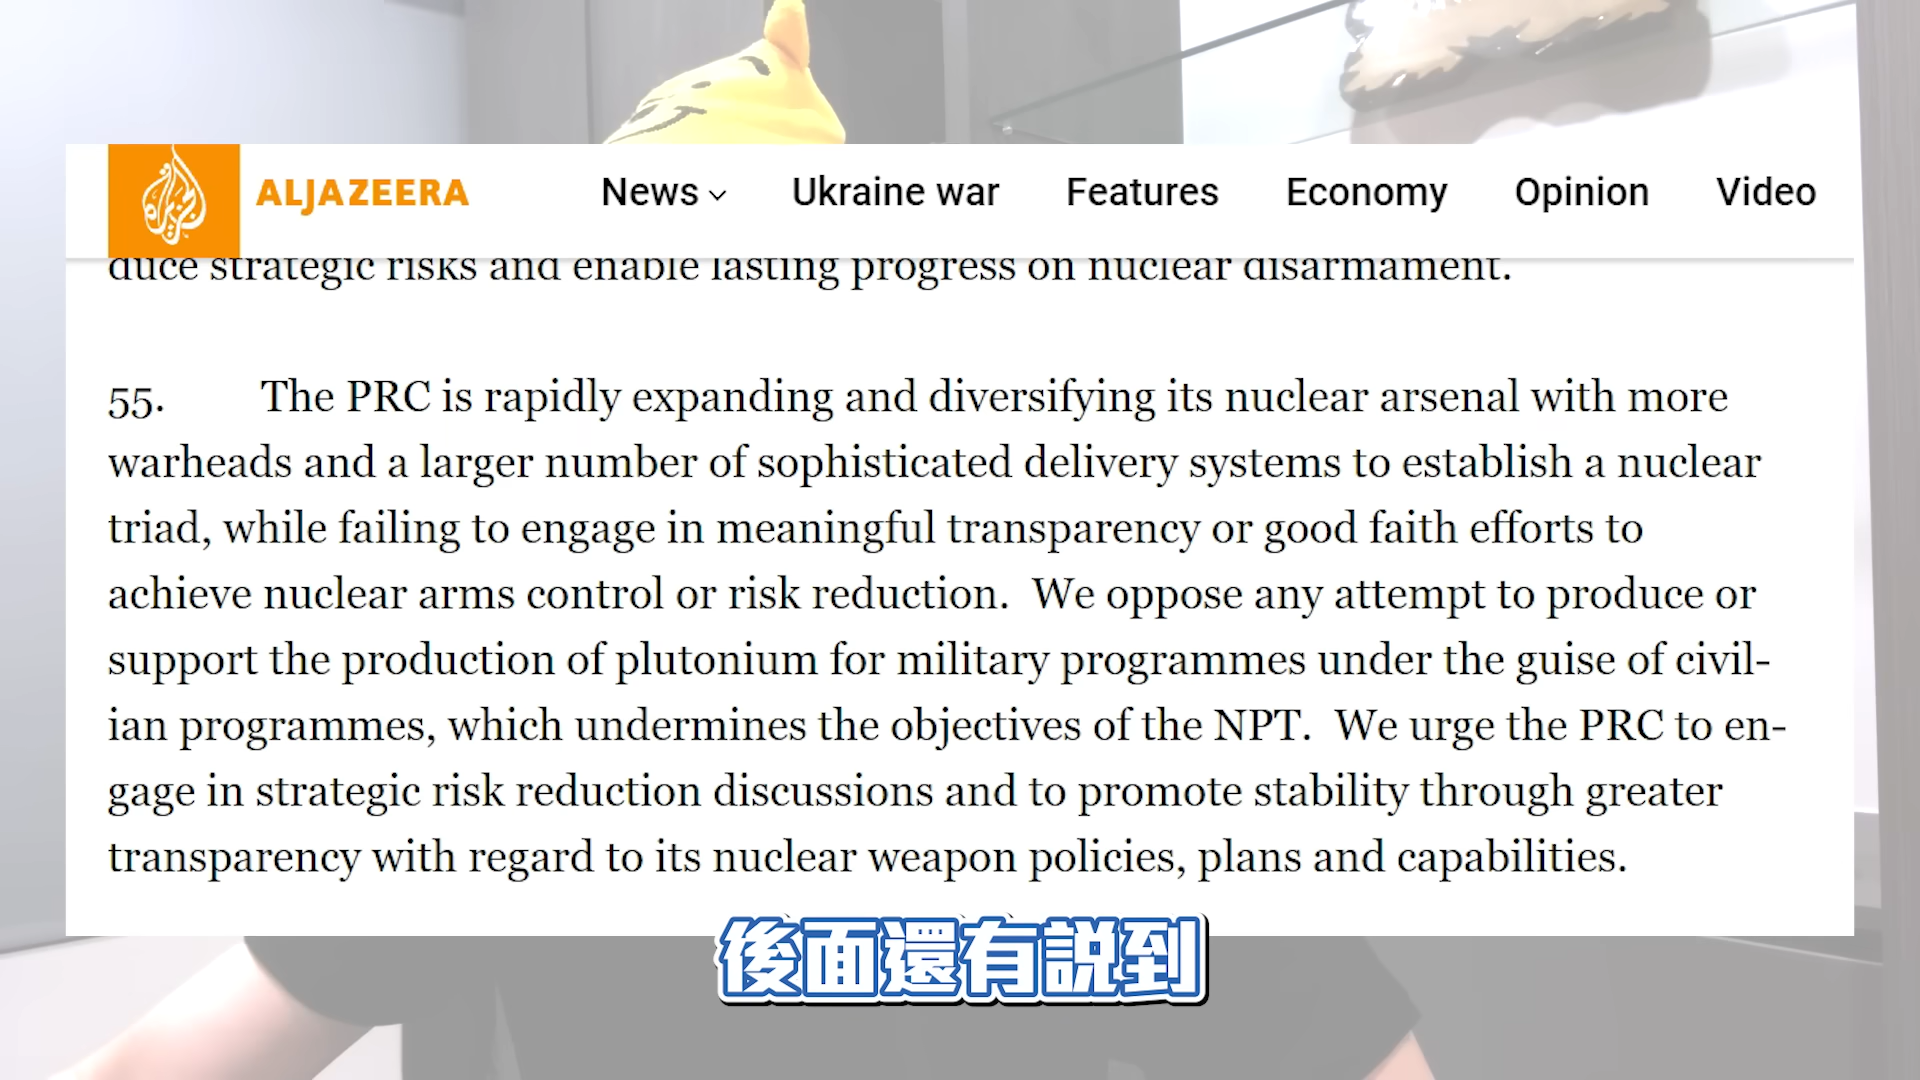 ALJAZEERA
News
Ukraine war
Features
Economy
Opinion
Video
duce strategic risks and enable lasting progress on nuclear disarmament.
55. The PRC is rapidly expanding and diversifying its nuclear arsenal with more
warheads and a larger number of sophisticated delivery systems to establish a nuclear
triad, while failing to engage in meaningful transparency or good faith efforts to
achieve nuclear arms control or risk reduction. We oppose any attempt to produce or
support the production of plutonium for military programmes under the guise of civil-
ian programmes, which undermines the objectives of the NPT. We urge the PRC to en-
gage in strategic risk reduction discussions and to promote stability through greater
transparency with regard to its nuclear weapon policies, plans and capabilities.
後面還有說到